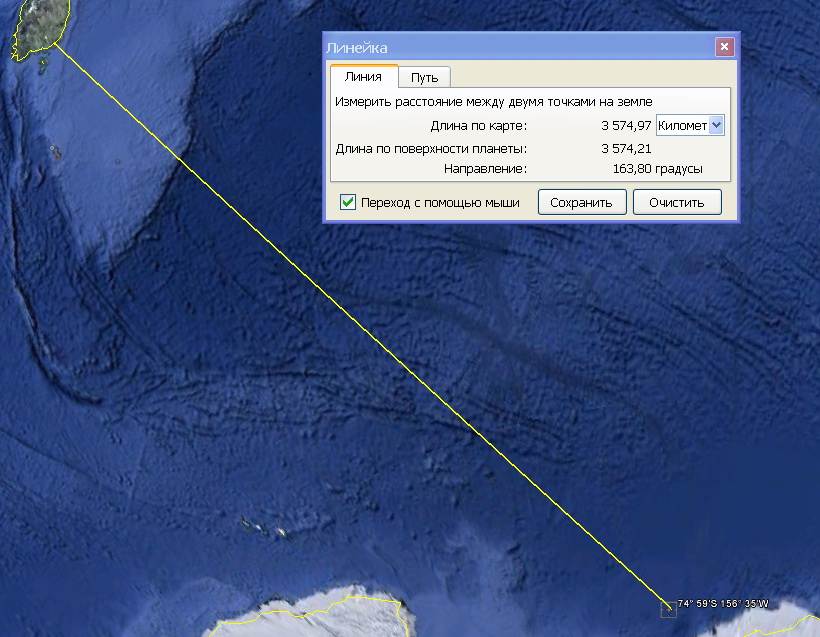 Линейка
Линия Путь
Измерить расстояние между двумя точками на земле
Длина по карте: 3 574,97 Километ
Длина по поверхности планеты: 3 574,21
Направление: 163,80 градусы
Переход с помощью мыши Сохранить Очистить
74° 59'S 156° 35'W